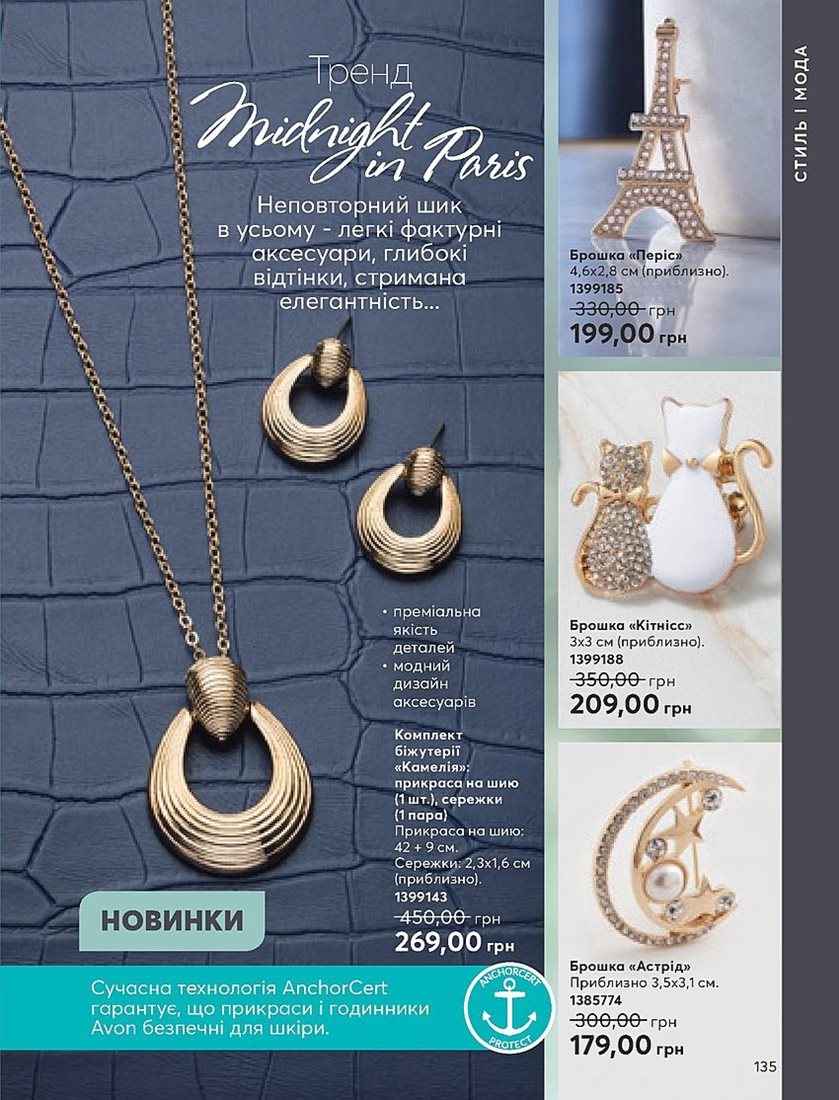 Тренд
Midnight
in Paris
Неповторний шик
в усьому - легкі фактурні
аксесуари, глибокі
відтінки, стримана
елегантність...
• преміальна
якість
деталей
• модний
дизайн
аксесуарів
Комплект
біжутерії
«Камелія»:
прикраса на шию
(1 шт.), сережки
(1 пара)
Прикраса на шию:
42 + 9 см.
Сережки: 2,3х1,6 см
(приблизно).
1399143
450,00 грн
269,00 грн
НОВИНКИ
Сучасна технологія AnchorCert
гарантує, що прикраси і годинники
Avon безпечні для шкіри.
ANCHORCERT
PROTECT
Брошка «Періс»
4,6х2,8 см (приблизно).
1399185
330,00 грн
199,00 грн
Брошка «Кітнісс»
3х3 см (приблизно).
1399188
350,00 грн
209,00 грн
Брошка «Астрід»
Приблизно 3,5х3,1 см.
1385774
300,00 грн
179,00 грн
СТИЛЬ І МОДА
135